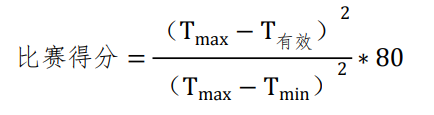 比赛得分 = (Tmax − T有效)² / (Tmax − Tmin)² * 80